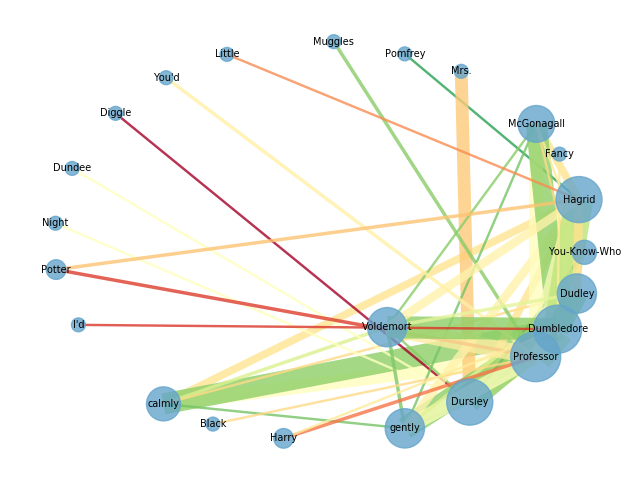 Muggles
Little
Pomfrey
Mrs.
You'd
Diggle
McGonagall
Fancy
Dundee
Hagrid
Night
You-Know-Who
Potter
Dudley
I'd
Voldemort
Dumbledore
Professor
calmly
Dursley
Black
gently
Harry